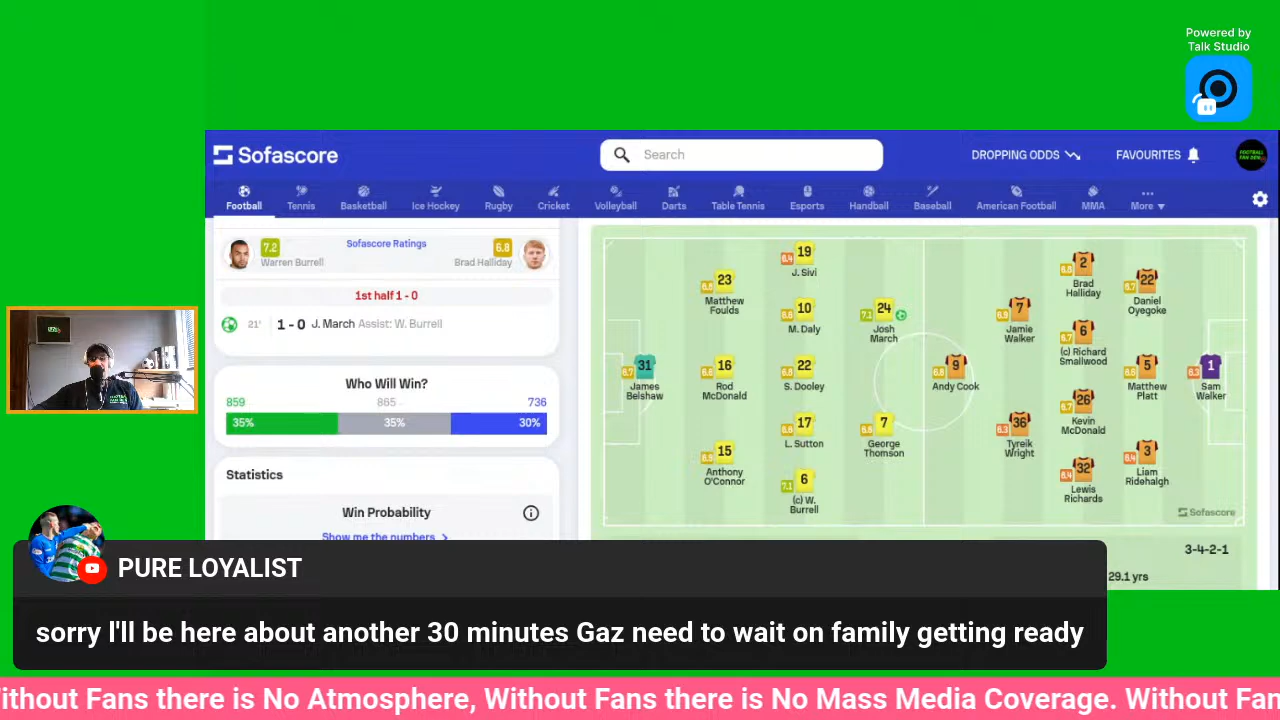 Powered by
Talk Studio
Sofascore
Search
DROPPING ODDS
FAVOURITES
Football
Tennis
Basketball
Ice Hockey
Rugby
Cricket
Volleyball
Darts
Table Tennis
Esports
Handball
Baseball
American Football
MMA
More
7.2
Sofascore Ratings
6.8
Warren Burrell
Brad Halliday
1st half 1 - 0
21' 1 - 0 J. March Assist: W. Burrell
Who Will Win?
859 865 736
35% 35% 30%
Statistics
Win Probability
Show me the numbers
31
James
Belshaw
23
Matthew
Foulds
16
Rod
McDonald
15
Anthony
O'Connor
19
J. Sivi
10
M. Daly
22
S. Dooley
17
L. Sutton
6
(c) W.
Burrell
24
Josh
March
7
George
Thomson
9
Andy Cook
7
Jamie
Walker
36
Tyreik
Wright
2
Brad
Halliday
6
(c) Richard
Smallwood
26
Kevin
McDonald
32
Lewis
Richards
22
Daniel
Oyegoke
5
Matthew
Platt
3
Liam
Ridehalgh
1
Sam
Walker
Sofascore
3-4-2-1
29.1 yrs
PURE LOYALIST
sorry I'll be here about another 30 minutes Gaz need to wait on family getting ready
ithout Fans there is No Atmosphere, Without Fans there is No Mass Media Coverage. Without Fan